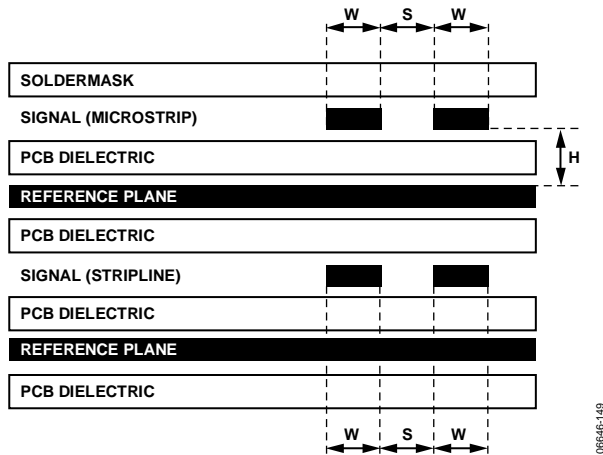 W S W
SOLDERMASK
SIGNAL (MICROSTRIP)
H
PCB DIELECTRIC
REFERENCE PLANE
PCB DIELECTRIC
SIGNAL (STRIPLINE)
PCB DIELECTRIC
REFERENCE PLANE
PCB DIELECTRIC
W S W
06646-149